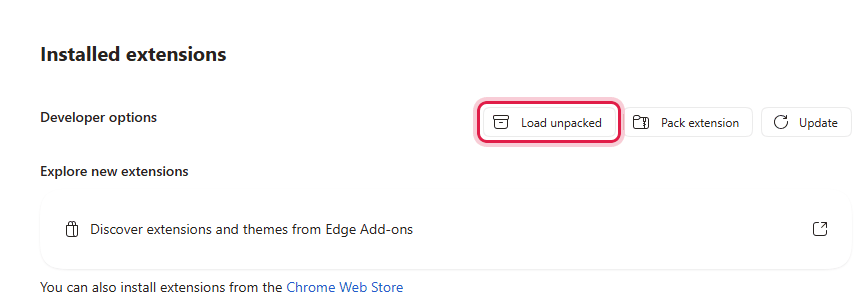 Installed extensions
Developer options
Load unpacked
Pack extension
Update
Explore new extensions
Discover extensions and themes from Edge Add-ons
You can also install extensions from the Chrome Web Store